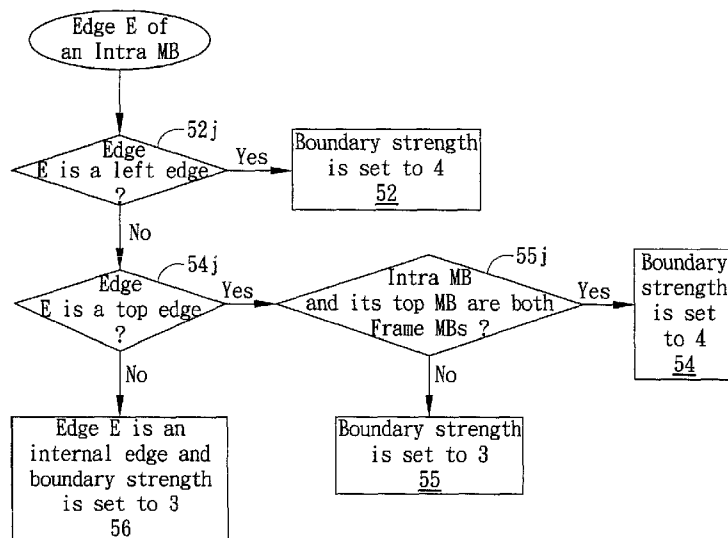 Edge E of
an Intra MB
52j
Edge
E is a left edge
?
Yes
Boundary strength
is set to 4
52
No
54j
Edge
E is a top edge
?
Yes
55j
Intra MB
and its top MB are both
Frame MBs ?
Yes
Boundary
strength
is set
to 4
54
No
Edge E is an
internal edge and
boundary strength
is set to 3
56
No
Boundary strength
is set to 3
55